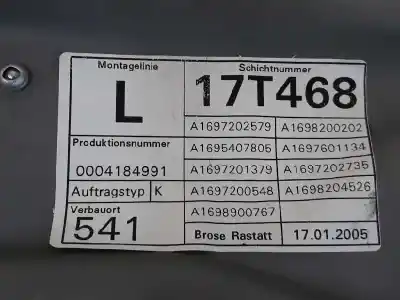 Montagelinie
Schichtnummer
L
17T468
A1697202579 A1698200202
A1695407805 A1697601134
Produktionsnummer
0004184991
A1697201379 A1697202735
Auftragstyp K
A1697200548 A1698204526
Verbauort
541
A1698900767
Brose Rastatt 17.01.2005